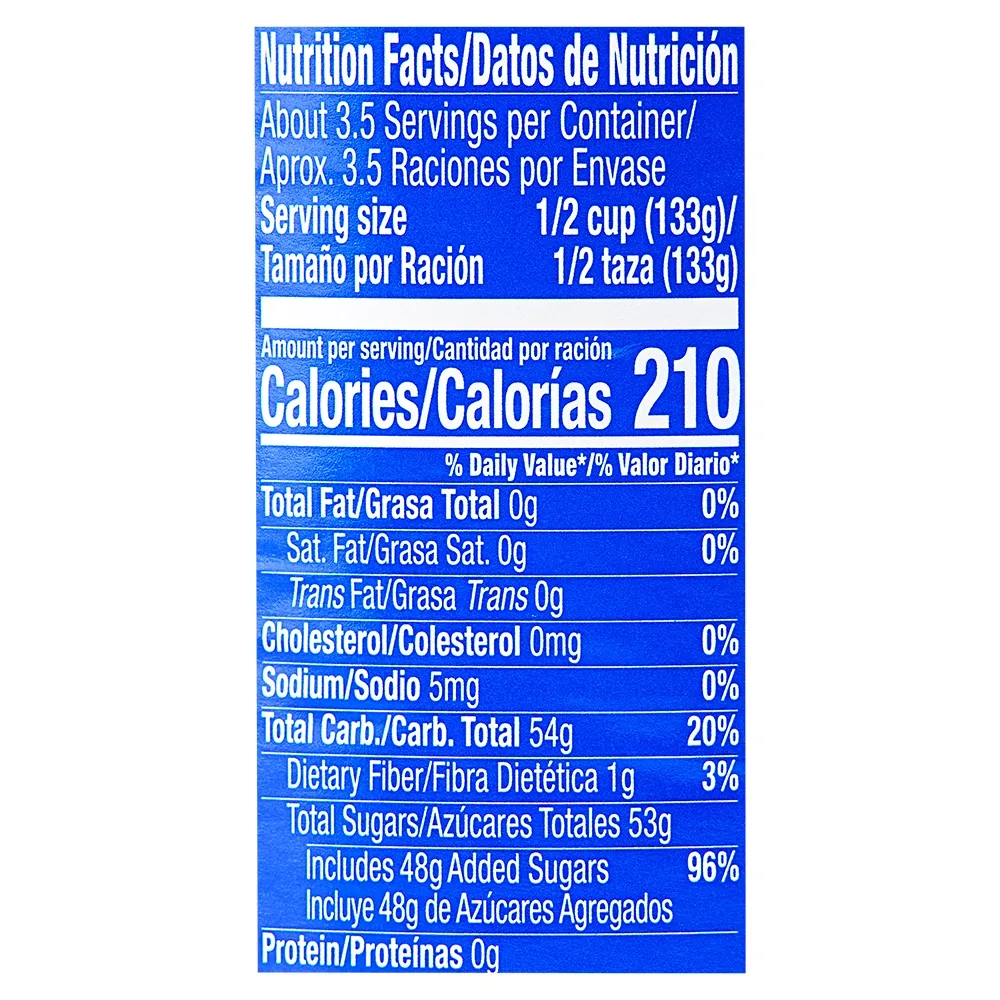 Nutrition Facts/Datos de Nutrición
About 3.5 Servings per Container/
Aprox. 3.5 Raciones por Envase
Serving size 1/2 cup (133g)/
Tamaño por Ración 1/2 taza (133g)
Amount per serving/Cantidad por ración
Calories/Calorías 210
% Daily Value*/% Valor Diario*
Total Fat/Grasa Total 0g 0%
Sat. Fat/Grasa Sat. 0g 0%
Trans Fat/Grasa Trans 0g
Cholesterol/Colesterol 0mg 0%
Sodium/Sodio 5mg 0%
Total Carb./Carb. Total 54g 20%
Dietary Fiber/Fibra Dietética 1g 3%
Total Sugars/Azúcares Totales 53g
Includes 48g Added Sugars 96%
Incluye 48g de Azúcares Agregados
Protein/Proteínas 0g